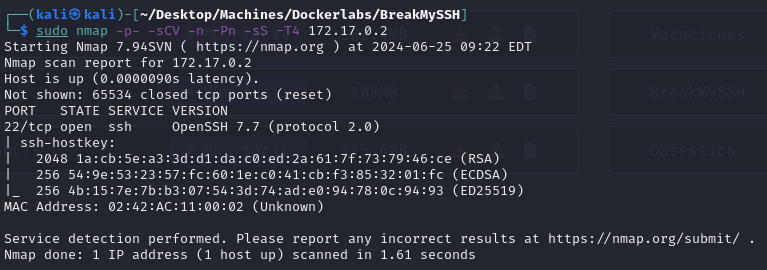 (kali㉿kali)-[~/Desktop/Machines/Dockerlabs/BreakMySSH]
$ sudo nmap -p- -sCV -n -Pn -sS -T4 172.17.0.2
Starting Nmap 7.94SVN ( https://nmap.org ) at 2024-06-25 09:22 EDT
Nmap scan report for 172.17.0.2
Host is up (0.0000090s latency).
Not shown: 65534 closed tcp ports (reset)
PORT   STATE SERVICE VERSION
22/tcp open  ssh     OpenSSH 7.7 (protocol 2.0)
| ssh-hostkey:
|   2048 1a:cb:5e:a3:3d:d1:da:c0:ed:2a:61:7f:73:79:46:ce (RSA)
|   256 54:9e:53:23:57:fc:60:1e:c0:41:cb:f3:85:32:01:fc (ECDSA)
|_  256 4b:15:7e:7b:b3:07:54:3d:74:ad:e0:94:78:0c:94:93 (ED25519)
MAC Address: 02:42:AC:11:00:02 (Unknown)
Service detection performed. Please report any incorrect results at https://nmap.org/submit/ .
Nmap done: 1 IP address (1 host up) scanned in 1.61 seconds
Vacaciones
105MB
BreakMySSH
Obsession